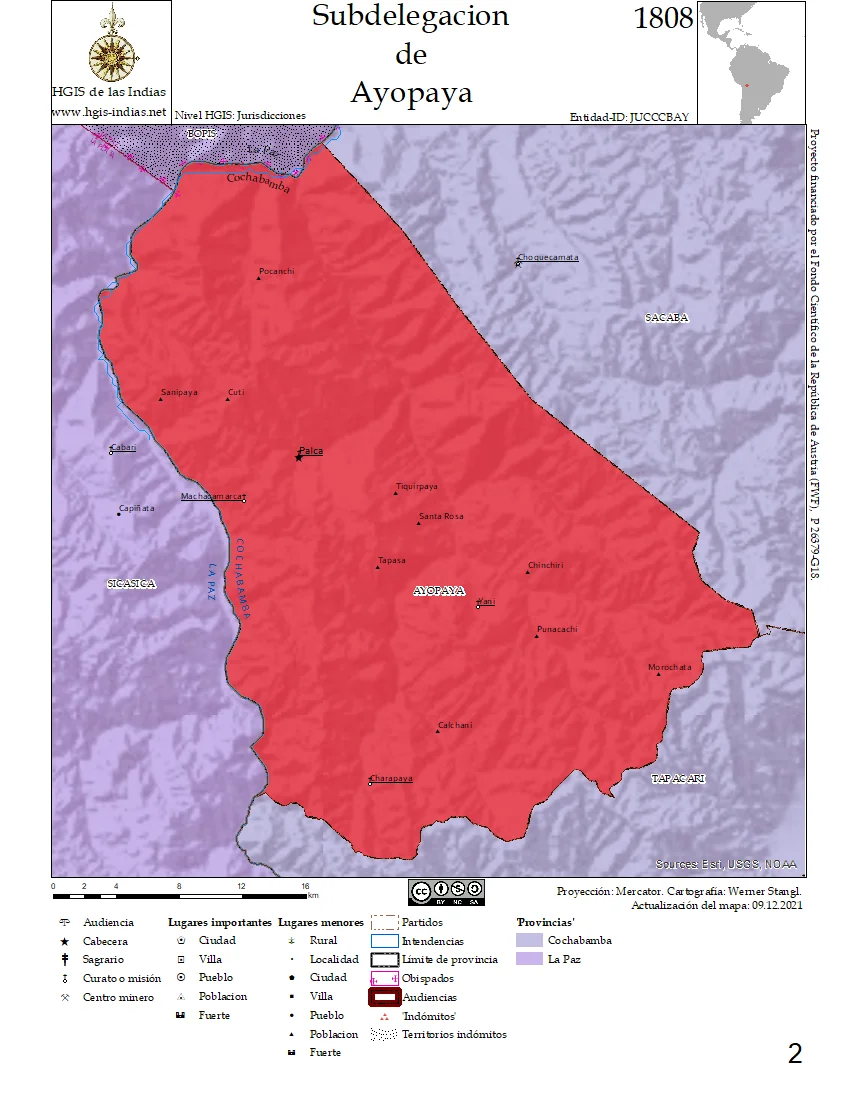 Subdelegacion
de
Ayopaya
1808
HGIS de las Indias
www.hgis-indias.net
Nivel HGIS: Jurisdicciones
Entidad-ID: JUCCCBAY
BOPIS
La Paz
Cochabamba
Choquecamata
Pocanchi
SACABA
Sanipaya
Cuti
Cabari
Palca
Machacamarca
Capiñata
Tiquirpaya
Santa Rosa
Tapasa
Chinchiri
COCHABAMBA
LA PAZ
SICASICA
AYOPAYA
Yani
Punacachi
Morochata
Calchani
Charapaya
TAPACARI
Sources: Esri, USGS, NOAA
Proyecto financiado por el Fondo Científico de la República de Austria (FWF), P 26379-G18.
0 2 4 8 12 16
km
CC BY NC SA
Proyección: Mercator. Cartografía: Werner Stangl.
Actualización del mapa: 09.12.2021
Audiencia
Cabecera
Sagrario
Curato o misión
Centro minero
Lugares importantes
Ciudad
Villa
Pueblo
Poblacion
Fuerte
Lugares menores
Rural
Localidad
Ciudad
Villa
Pueblo
Poblacion
Fuerte
Partidos
Intendencias
Límite de provincia
Obispados
Audiencias
'Indómitos'
Territorios indómitos
'Provincias'
Cochabamba
La Paz
2